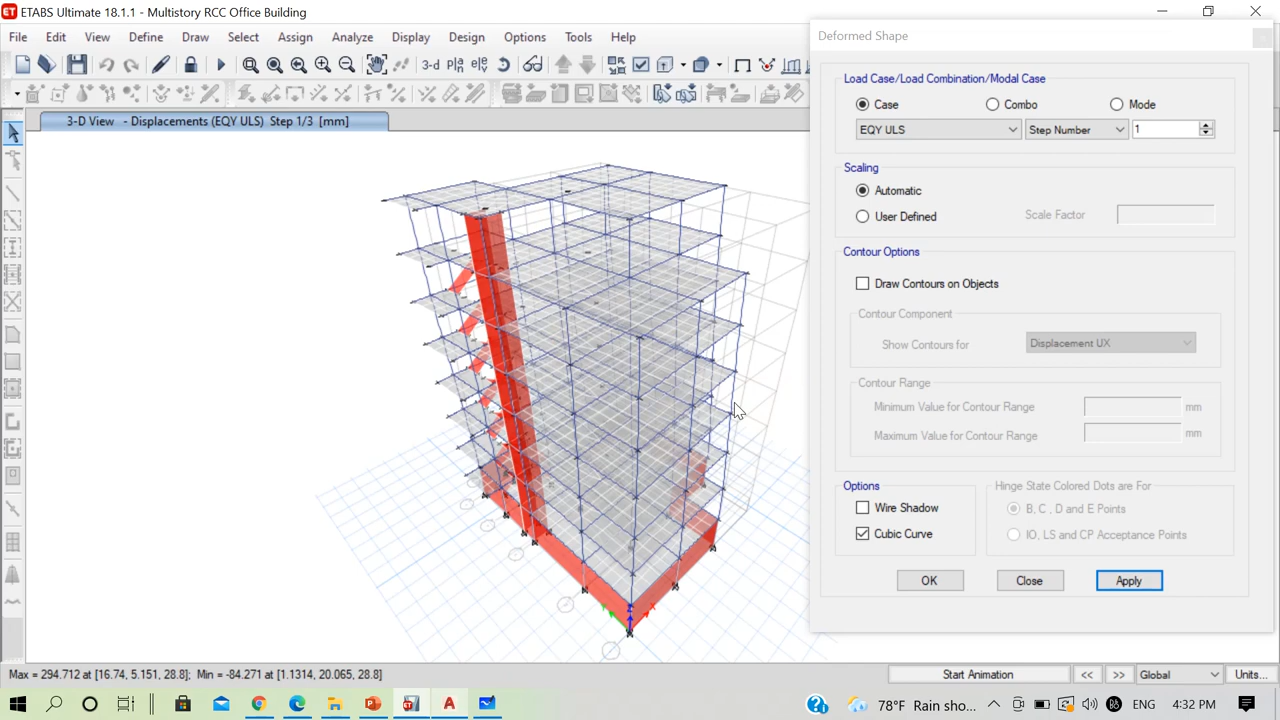 ETABS Ultimate 18.1.1 - Multistory RCC Office Building
File Edit View Define Draw Select Assign Analyze Display Design Options Tools Help
3-d
3-D View - Displacements (EQY ULS) Step 1/3 [mm]
Deformed Shape
Load Case/Load Combination/Modal Case
Case Combo Mode
EQY ULS Step Number 1
Scaling
Automatic
User Defined Scale Factor
Contour Options
Draw Contours on Objects
Contour Component
Show Contours for Displacement UX
Contour Range
Minimum Value for Contour Range mm
Maximum Value for Contour Range mm
Options Hinge State Colored Dots are For
Wire Shadow B, C , D and E Points
Cubic Curve IO, LS and CP Acceptance Points
OK Close Apply
Max = 294.712 at [16.74, 5.151, 28.8]; Min = -84.271 at [1.1314, 20.065, 28.8] Start Animation << >> Global Units...
78°F Rain sho... ENG 4:32 PM